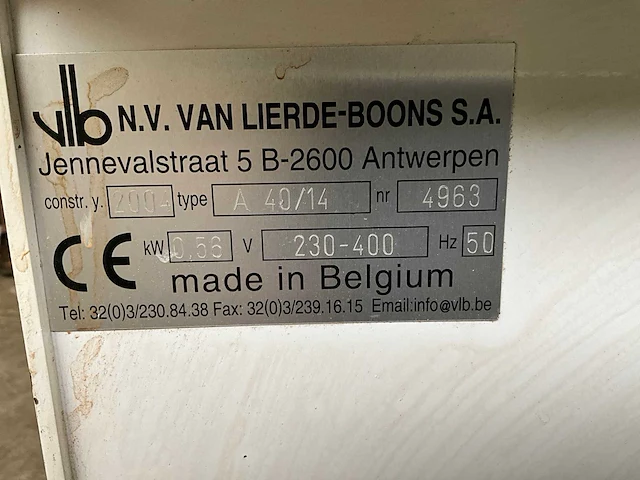 vlb N.V. VAN LIERDE-BOONS S.A.
Jennevalstraat 5 B-2600 Antwerpen
constr. y. type A 40/14 nr 4963
CE kW 0.56 V 230-400 Hz 50
made in Belgium
Tel: 32(0)3/230.84.38 Fax: 32(0)3/239.16.15 Email:info@vlb.be